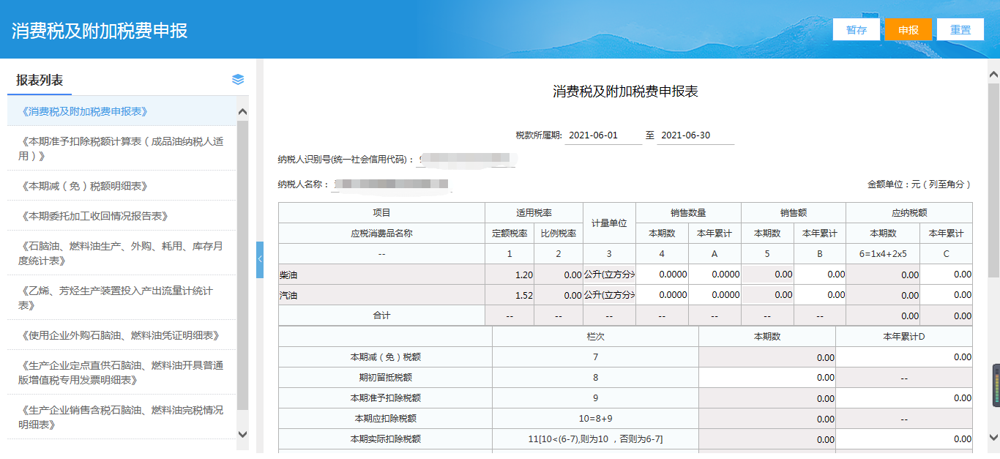 消费税及附加税费申报
暂存 申报 重置
报表列表
《消费税及附加税费申报表》
《本期准予扣除税额计算表（成品油纳税人适
用）》
《本期减（免）税额明细表》
《本期委托加工收回情况报告表》
《石脑油、燃料油生产、外购、耗用、库存月
度统计表》
《乙烯、芳烃生产装置投入产出流量计统计
表》
《使用企业外购石脑油、燃料油凭证明细表》
《生产企业定点直供石脑油、燃料油开具普通
版增值税专用发票明细表》
《生产企业销售含税石脑油、燃料油完税情况
明细表》
消费税及附加税费申报表
税款所属期: 2021-06-01 至 2021-06-30
纳税人识别号(统一社会信用代码)：
纳税人名称：
金额单位：元（列至角分）
项目 适用税率 计量单位 销售数量 销售额 应纳税额
应税消费品名称 定额税率 比例税率 本期数 本年累计 本期数 本年累计 本期数 本年累计
-- 1 2 3 4 A 5 B 6=1x4+2x5 C
柴油 1.20 0.00 公升(立方分 0.0000 0.0000 0.00 0.00 0.00 0.00
汽油 1.52 0.00 公升(立方分 0.0000 0.0000 0.00 0.00 0.00 0.00
合计 -- -- -- -- -- -- -- 0.00 0.00
栏次 本期数 本年累计D
本期减（免）税额 7 0.00 0.00
期初留抵税额 8 0.00 --
本期准予扣除税额 9 0.00 0.00
本期应扣除税额 10=8+9 0.00 --
本期实际扣除税额 11[10<(6-7),则为10 ，否则为6-7] 0.00 0.00